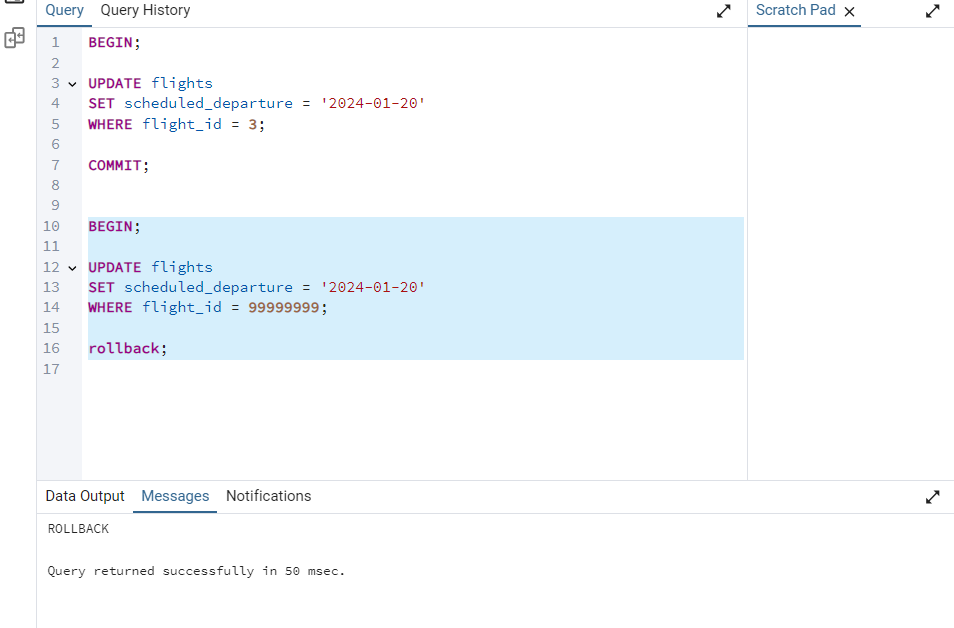 Query Query History
Scratch Pad
1 BEGIN;
2
3 UPDATE flights
4 SET scheduled_departure = '2024-01-20'
5 WHERE flight_id = 3;
6
7 COMMIT;
8
9
10 BEGIN;
11
12 UPDATE flights
13 SET scheduled_departure = '2024-01-20'
14 WHERE flight_id = 99999999;
15
16 rollback;
17
Data Output Messages Notifications
ROLLBACK
Query returned successfully in 50 msec.